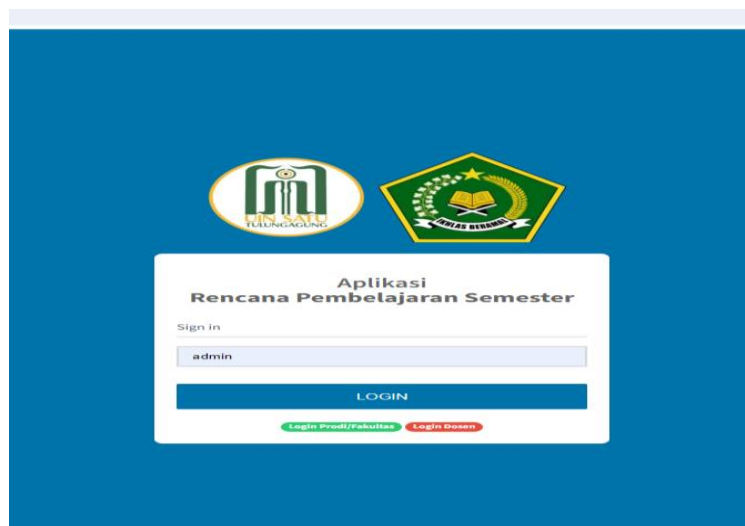 UIN SATU
TULUNGAGUNG
IKHLAS BERAMAL
Aplikasi
Rencana Pembelajaran Semester
Sign in
admin
LOGIN
Login Prodi/Fakultas Login Dosen